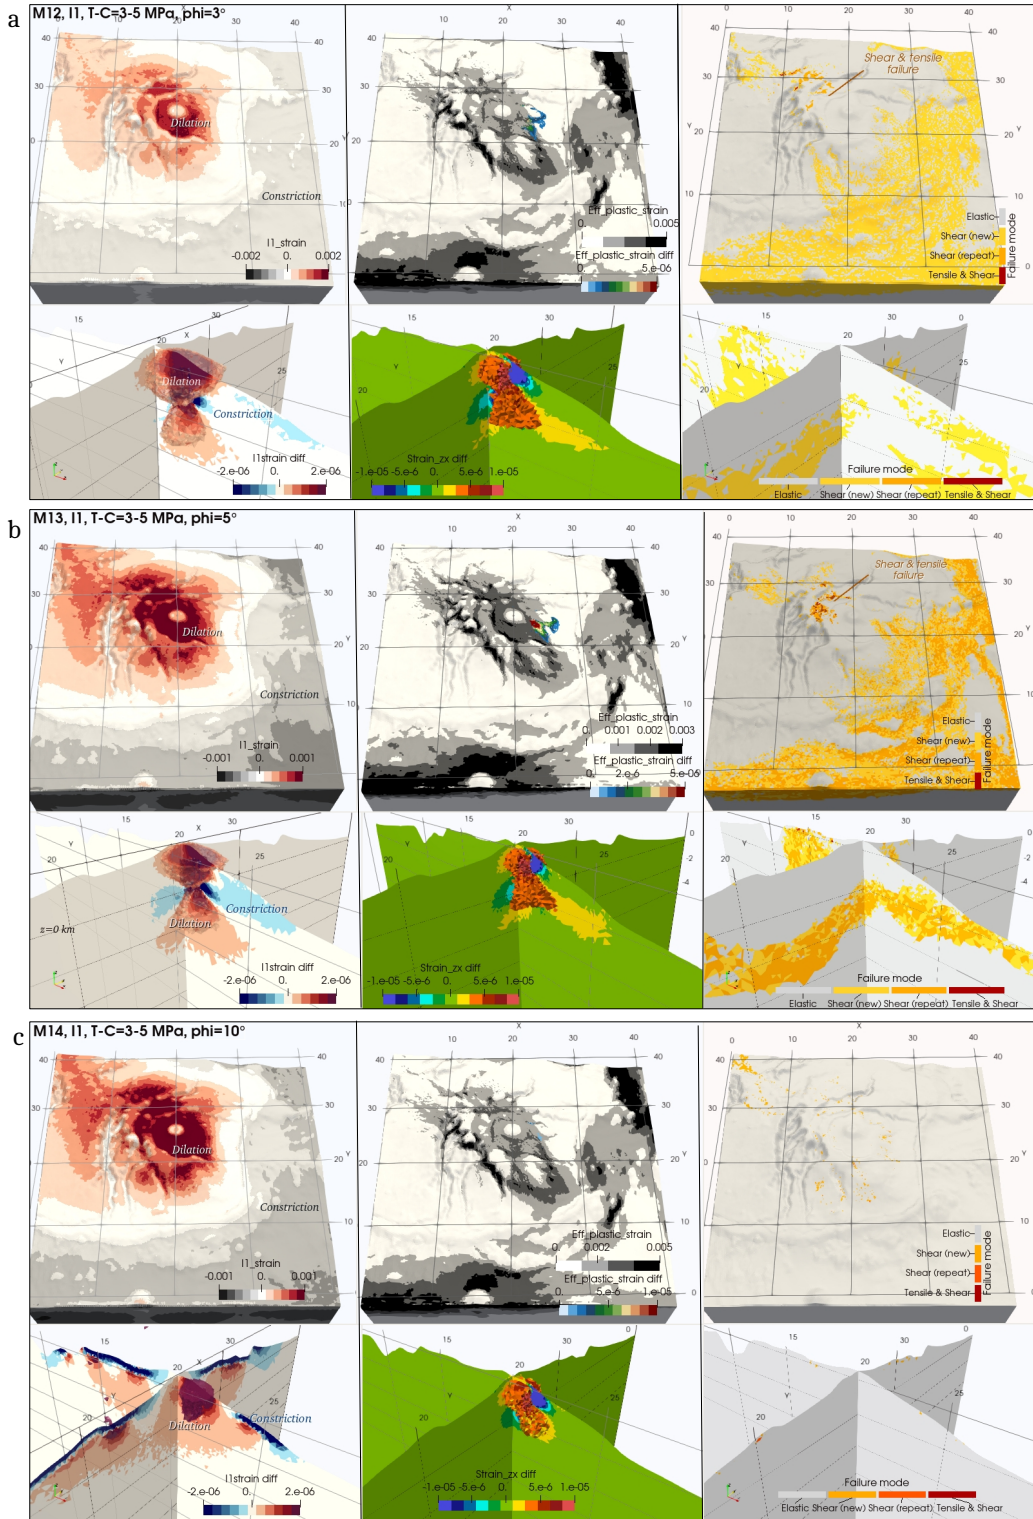 a
M12, I1, T-C=3-5 MPa, phi=3°
Dilation
Constriction
I1_strain
-0.002 0. 0.002
Eff_plastic_strain
0. 0.005
Eff_plastic_strain diff
0. 5.e-06
Shear & tensile
failure
Elastic
Shear (new)
Shear (repeat)
Tensile & Shear
Failure mode
Dilation
Constriction
I1strain diff
-2.e-06 0. 2.e-06
Strain_zx diff
-1.e-05 -5.e-06 0. 5.e-06 1.e-05
Failure mode
Elastic Shear (new) Shear (repeat) Tensile & Shear
b
M13, I1, T-C=3-5 MPa, phi=5°
Dilation
Constriction
I1_strain
-0.001 0. 0.001
Eff_plastic_strain
0. 0.001 0.002 0.003
Eff_plastic_strain diff
0. 2.e-6 5.e-06
Shear & tensile
failure
Elastic
Shear (new)
Shear (repeat)
Tensile & Shear
Failure mode
Constriction
Dilation
z=0 km
I1strain diff
-2.e-06 0. 2.e-06
Strain_zx diff
-1.e-05 -5.e-06 0. 5.e-06 1.e-05
Failure mode
Elastic Shear (new) Shear (repeat) Tensile & Shear
c
M14, I1, T-C=3-5 MPa, phi=10°
Dilation
Constriction
I1_strain
-0.001 0. 0.001
Eff_plastic_strain
0. 0.002 0.005
Eff_plastic_strain diff
0. 5.e-6 1.e-05
Elastic
Shear (new)
Shear (repeat)
Tensile & Shear
Failure mode
Dilation
Constriction
I1strain diff
-2.e-06 0. 2.e-06
Strain_zx diff
-1.e-05 -5.e-06 0. 5.e-06 1.e-05
Failure mode
Elastic Shear (new) Shear (repeat) Tensile & Shear